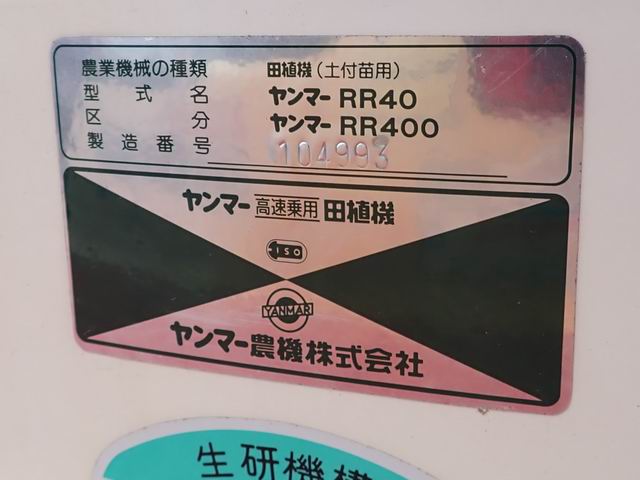 農業機械の種類 田植機(土付苗用)
型式名 ヤンマー RR40
区分 ヤンマー RR400
製造番号 104993
ヤンマー 高速乗用 田植機
ISO
YANMAR
ヤンマー農機株式会社
生研機構